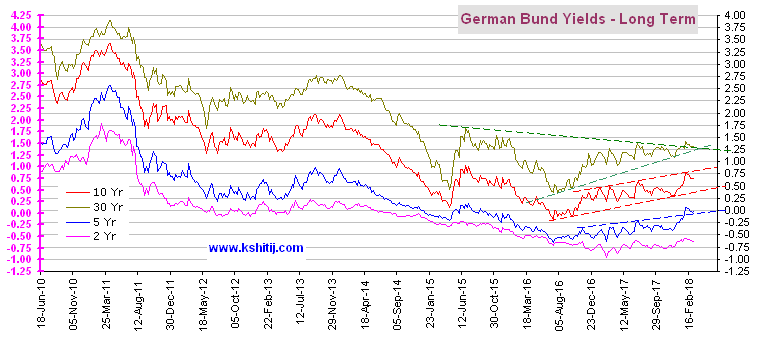 German Bund Yields - Long Term
4.25
4.00
3.75
3.50
3.25
3.00
2.75
2.50
2.25
2.00
1.75
1.50
1.25
1.00
0.75
0.50
0.25
0.00
-0.25
-0.50
-0.75
-1.00
-1.25
10 Yr
30 Yr
5 Yr
2 Yr
www.kshitij.com
4.00
3.75
3.50
3.25
3.00
2.75
2.50
2.25
2.00
1.75
1.50
1.25
1.00
0.75
0.50
0.25
0.00
-0.25
-0.50
-0.75
-1.00
-1.25
18-Jun-10
05-Nov-10
25-Mar-11
12-Aug-11
30-Dec-11
18-May-12
05-Oct-12
22-Feb-13
12-Jul-13
29-Nov-13
18-Apr-14
05-Sep-14
23-Jan-15
12-Jun-15
30-Oct-15
18-Mar-16
05-Aug-16
23-Dec-16
12-May-17
29-Sep-17
16-Feb-18